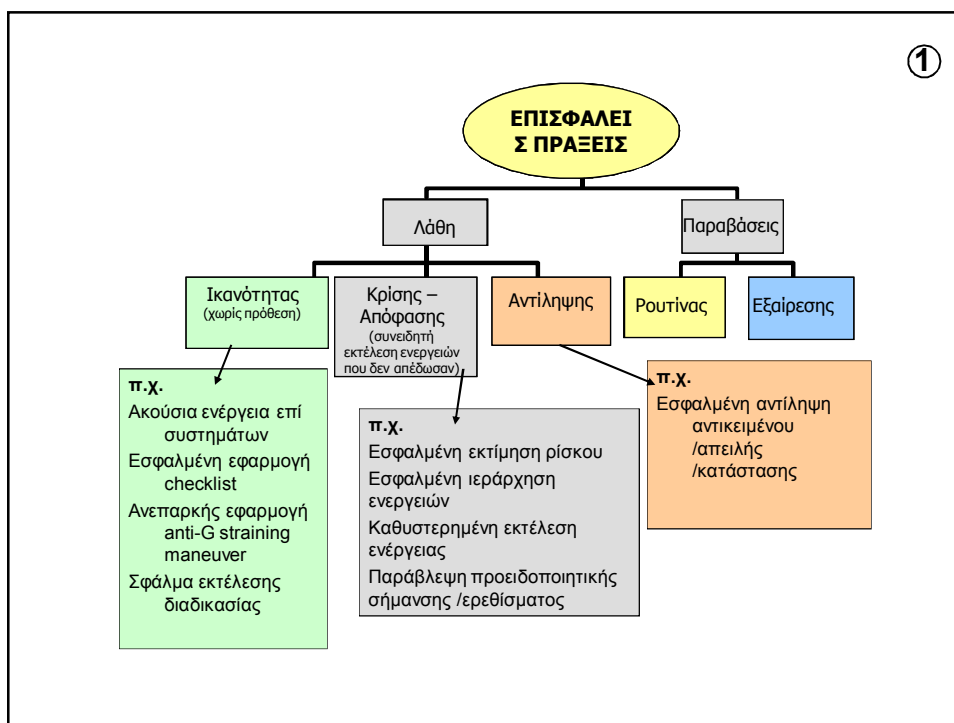 1
ΕΠΙΣΦΑΛΕΙ
Σ ΠΡΑΞΕΙΣ
Λάθη
Παραβάσεις
Ικανότητας
(χωρίς πρόθεση)
Κρίσης –
Απόφασης
(συνειδητή
εκτέλεση ενεργειών
που δεν απέδωσαν)
Αντίληψης
Ρουτίνας
Εξαίρεσης
π.χ.
Ακούσια ενέργεια επί
συστημάτων
Εσφαλμένη εφαρμογή
checklist
Ανεπαρκής εφαρμογή
anti-G straining
maneuver
Σφάλμα εκτέλεσης
διαδικασίας
π.χ.
Εσφαλμένη εκτίμηση ρίσκου
Εσφαλμένη ιεράρχηση
ενεργειών
Καθυστερημένη εκτέλεση
ενέργειας
Παράβλεψη προειδοποιητικής
σήμανσης /ερεθίσματος
π.χ.
Εσφαλμένη αντίληψη
αντικειμένου
/απειλής
/κατάστασης